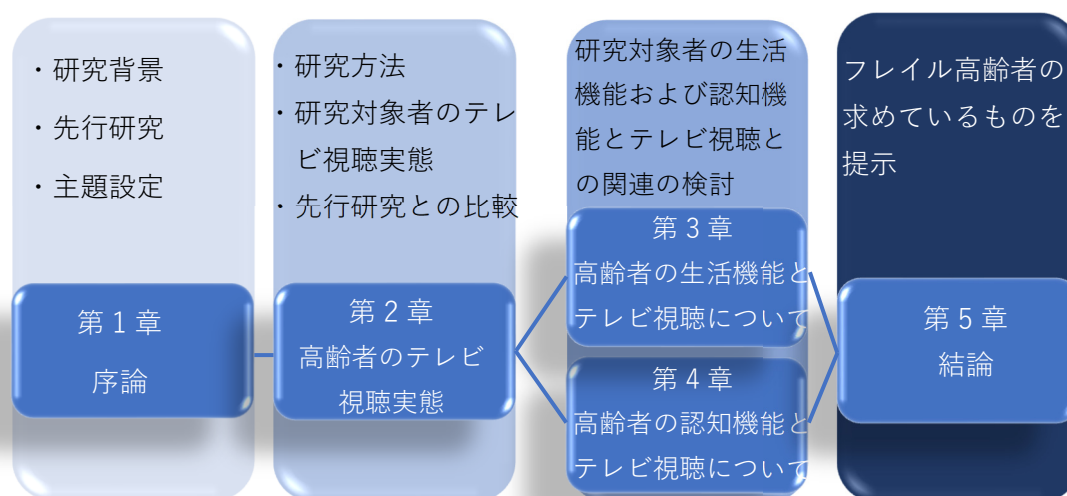 ・研究背景
・先行研究
・主題設定
第1章
序論
・研究方法
・研究対象者のテレ
ビ視聴実態
・先行研究との比較
第2章
高齢者のテレビ
視聴実態
研究対象者の生活
機能および認知機
能とテレビ視聴と
の関連の検討
第3章
高齢者の生活機能と
テレビ視聴について
第4章
高齢者の認知機能と
テレビ視聴について
フレイル高齢者の
求めているものを
提示
第5章
結論